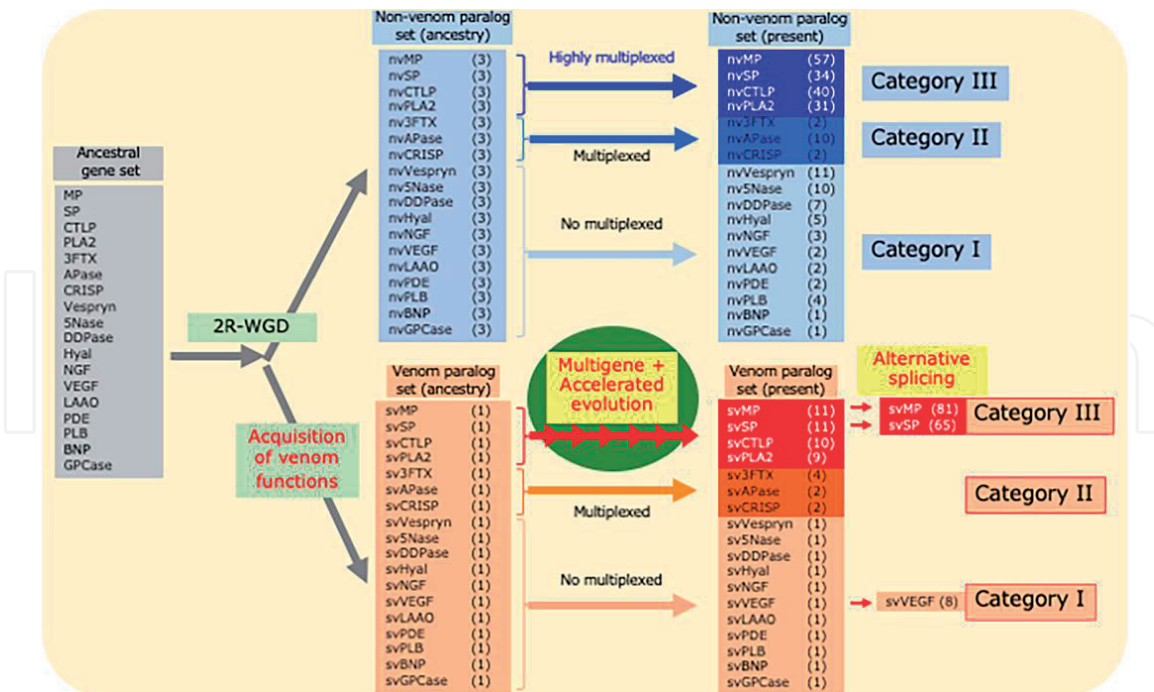 Ancestral
gene set
MP
SP
CTLP
PLA2
3FTX
APase
CRISP
Vespryn
5Nase
DDPase
Hyal
NGF
VEGF
LAAO
PDE
PLB
BNP
GPCase
2R-WGD
Acquisition
of venom
functions
Non-venom paralog
set (ancestry)
nvMP (3)
nvSP (3)
nvCTLP (3)
nvPLA2 (3)
nv3FTX (3)
nvAPase (3)
nvCRISP (3)
nvVespryn (3)
nv5Nase (3)
nvDDPase (3)
nvHyal (3)
nvNGF (3)
nvVEGF (3)
nvLAAO (3)
nvPDE (3)
nvPLB (3)
nvBNP (3)
nvGPCase (3)
Highly multiplexed
Multiplexed
No multiplexed
Non-venom paralog
set (present)
nvMP (57)
nvSP (34)
nvCTLP (40)
nvPLA2 (31)
nv3FTX (2)
nvAPase (10)
nvCRISP (2)
nvVespryn (11)
nv5Nase (10)
nvDDPase (7)
nvHyal (5)
nvNGF (3)
nvVEGF (2)
nvLAAO (2)
nvPDE (2)
nvPLB (4)
nvBNP (1)
nvGPCase (1)
Category III
Category II
Category I
Venom paralog
set (ancestry)
svMP (1)
svSP (1)
svCTLP (1)
svPLA2 (1)
sv3FTX (1)
svAPase (1)
svCRISP (1)
svVespryn (1)
sv5Nase (1)
svDDPase (1)
svHyal (1)
svNGF (1)
svVEGF (1)
svLAAO (1)
svPDE (1)
svPLB (1)
svBNP (1)
svGPCase (1)
Multigene +
Accelerated
evolution
Multiplexed
No multiplexed
Venom paralog
set (present)
svMP (11)
svSP (11)
svCTLP (10)
svPLA2 (9)
sv3FTX (4)
svAPase (2)
svCRISP (2)
svVespryn (1)
sv5Nase (1)
svDDPase (1)
svHyal (1)
svNGF (1)
svVEGF (1)
svLAAO (1)
svPDE (1)
svPLB (1)
svBNP (1)
svGPCase (1)
Alternative
splicing
svMP (81)
svSP (65)
Category III
Category II
svVEGF (8)
Category I